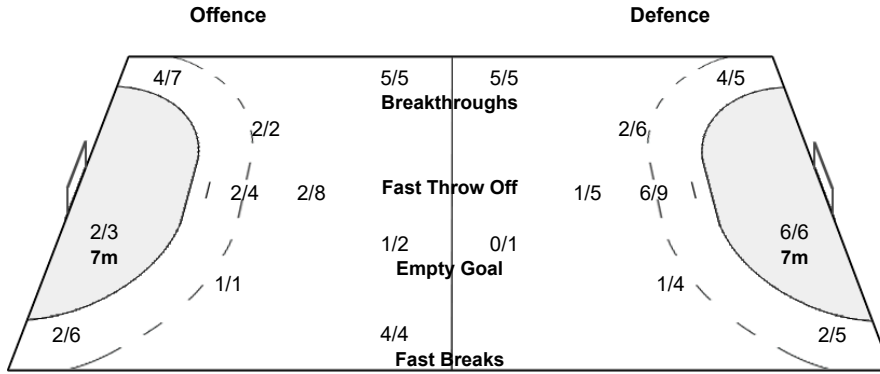 Offence Defence
4/7 5/5 5/5 4/5
Breakthroughs
2/2 2/6
Fast Throw Off
2/4 2/8 1/5 6/9
2/3 6/6
7m 7m
1/2 0/1
Empty Goal
1/1 1/4
2/6 4/4 2/5
Fast Breaks